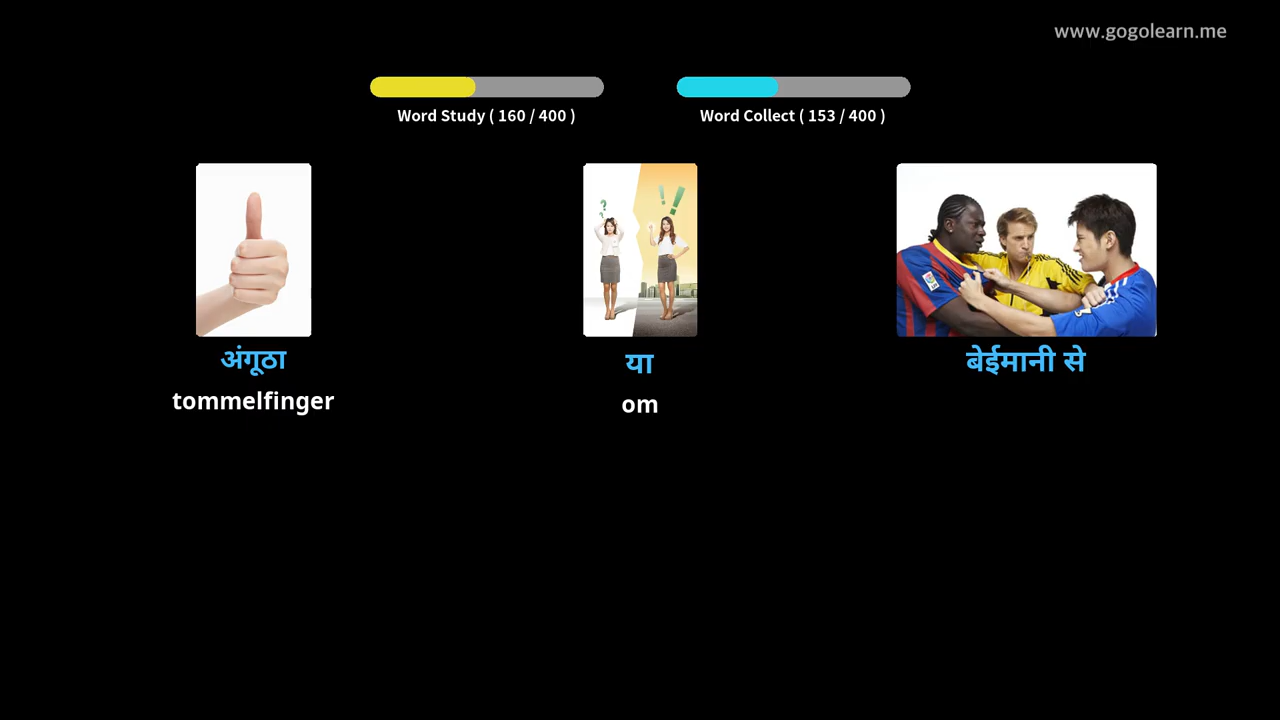 www.gogolearn.me
Word Study ( 160 / 400 )
Word Collect ( 153 / 400 )
अंगूठा
tommelfinger
या
om
बेईमानी से